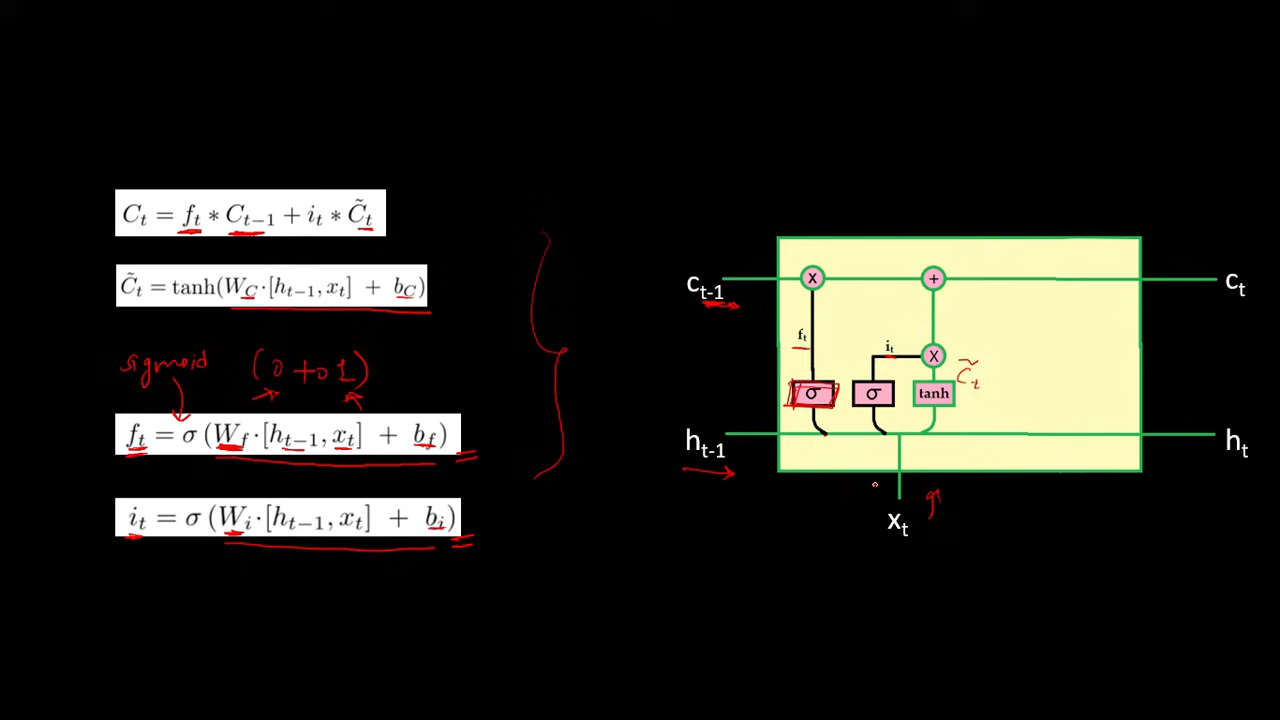 C_t = f_t * C_{t-1} + i_t * C̃_t
C̃_t = tanh(W_C·[h_{t-1}, x_t] + b_C)
sigmoid (0 to 1)
f_t = σ (W_f·[h_{t-1}, x_t] + b_f)
i_t = σ (W_i·[h_{t-1}, x_t] + b_i)
x +
c_{t-1} c_t
f_t i_t x
C̃_t
σ σ tanh
h_{t-1} h_t
x_t